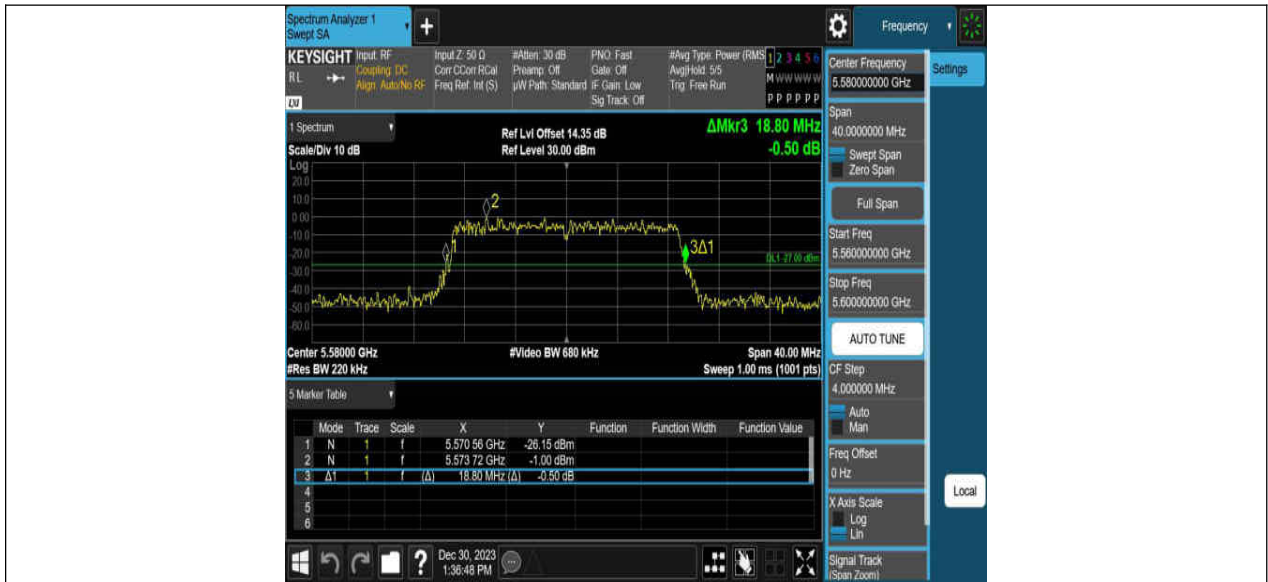 Spectrum Analyzer 1
Swept SA
+
Frequency
KEYSIGHT
RL
Input: RF
Coupling: DC
Align: Auto/No RF
Input Z: 50 Ω
Corr CCorr RCal
Freq Ref: Int (S)
#Atten: 30 dB
Preamp: Off
µW Path: Standard
PNO: Fast
Gate: Off
IF Gain: Low
Sig Track: Off
#Avg Type: Power (RMS
Avg|Hold: 5/5
Trig: Free Run
1 2 3 4 5 6
M W W W W W
P P P P P P
1 Spectrum
Scale/Div 10 dB
Ref Lvl Offset 14.35 dB
Ref Level 30.00 dBm
ΔMkr3 18.80 MHz
-0.50 dB
Log
20.0
10.0
0.00
-10.0
-20.0
-30.0
-40.0
-50.0
-60.0
1
2
3Δ1
DL1 -27.00 dBm
Center 5.58000 GHz
#Video BW 680 kHz
Span 40.00 MHz
#Res BW 220 kHz
Sweep 1.00 ms (1001 pts)
5 Marker Table
Mode Trace Scale X Y Function Function Width Function Value
1 N 1 f 5.570 56 GHz -26.15 dBm
2 N 1 f 5.573 72 GHz -1.00 dBm
3 Δ1 1 f (Δ) 18.80 MHz (Δ) -0.50 dB
4
5
6
Dec 30, 2023
1:36:48 PM
Center Frequency
5.580000000 GHz
Settings
Span
40.0000000 MHz
Swept Span
Zero Span
Full Span
Start Freq
5.560000000 GHz
Stop Freq
5.600000000 GHz
AUTO TUNE
CF Step
4.000000 MHz
Auto
Man
Freq Offset
0 Hz
X Axis Scale
Log
Lin
Local
Signal Track
(Span Zoom)